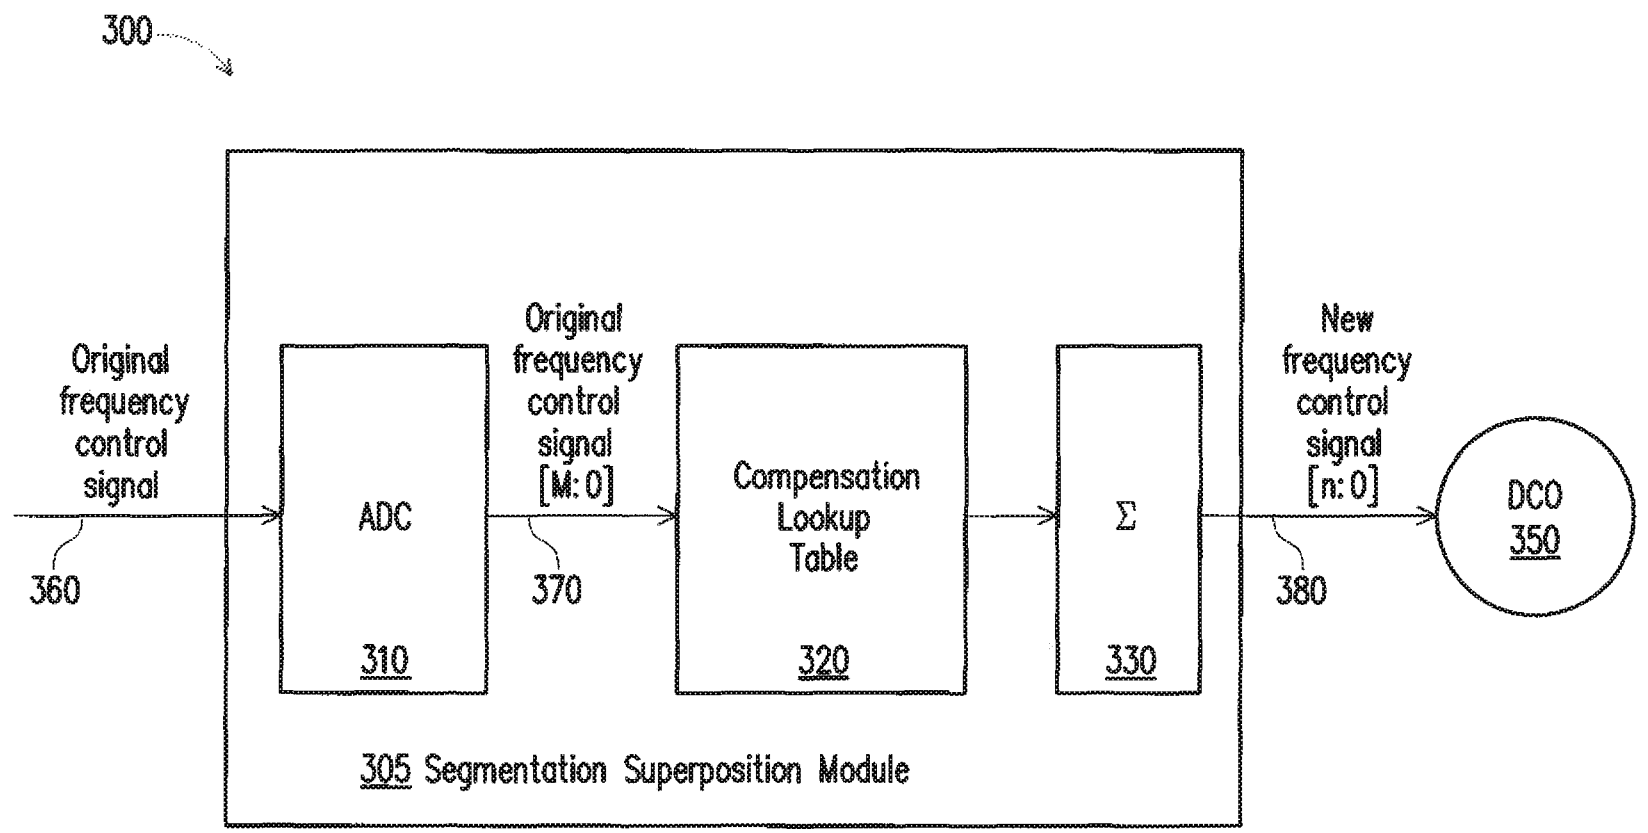 300
Original
frequency
control
signal
360
ADC
310
Original
frequency
control
signal
[M:0]
370
Compensation
Lookup
Table
320
Σ
330
New
frequency
control
signal
[n:0]
380
DCO
350
305 Segmentation Superposition Module